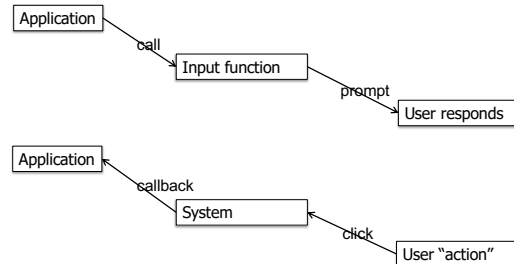 Application
call
Input function
prompt
User responds
Application
callback
System
click
User “action”